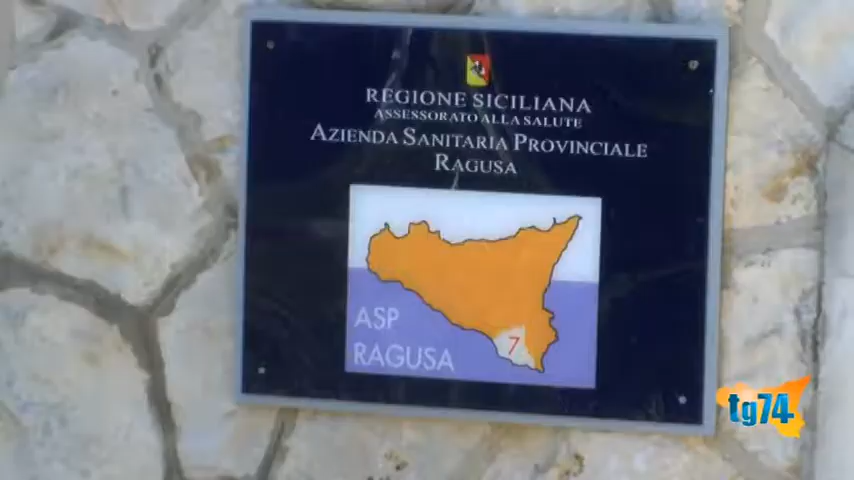 REGIONE SICILIANA
ASSESSORATO ALLA SALUTE
AZIENDA SANITARIA PROVINCIALE
RAGUSA
ASP
RAGUSA
7
tg74